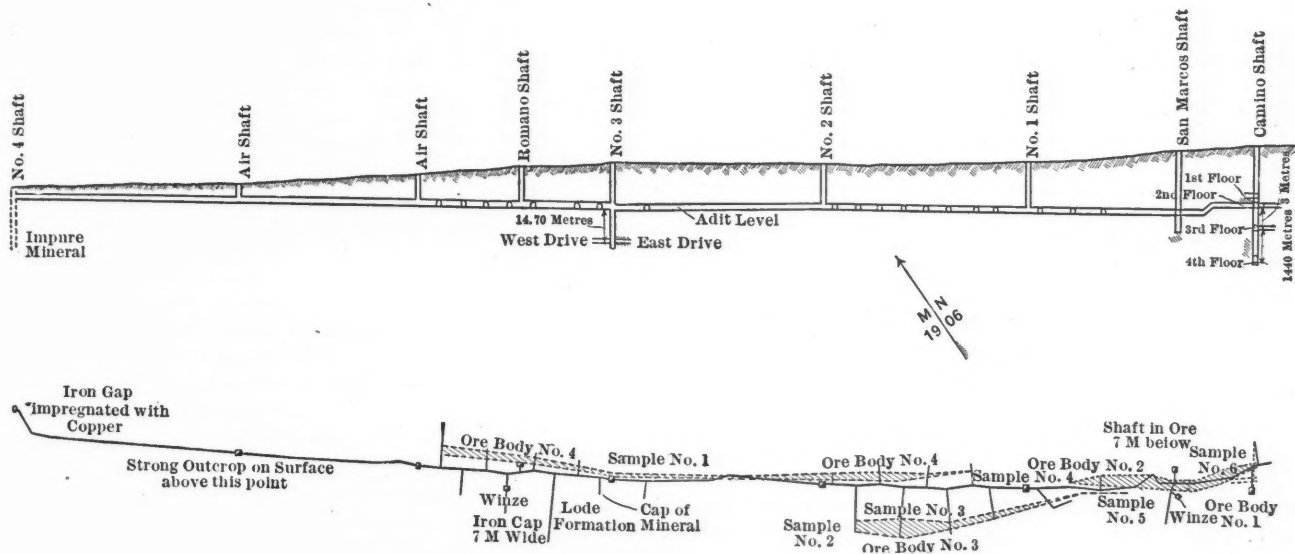 No. 4 Shaft
Air Shaft
Air Shaft
Romano Shaft
No. 3 Shaft
No. 2 Shaft
No. 1 Shaft
San Marcos Shaft
Camino Shaft
1st Floor
2nd Floor
3 Metres
14.70 Metres
Adit Level
Impure
Mineral
West Drive
East Drive
3rd Floor
4th Floor
1440 Metres
M N
19 06
Iron Gap
impregnated with
Copper
Strong Outcrop on Surface
above this point
Ore Body No. 4
Sample No. 1
Winze
Iron Cap
7 M Wide
Lode
Formation
Cap of
Mineral
Ore Body No. 4
Sample No. 4
Sample No. 3
Sample
No. 2
Ore Body No. 3
Shaft in Ore
7 M below
Ore Body No. 2
Sample
No. 6
Sample
No. 5
Winze
Ore Body
No. 1